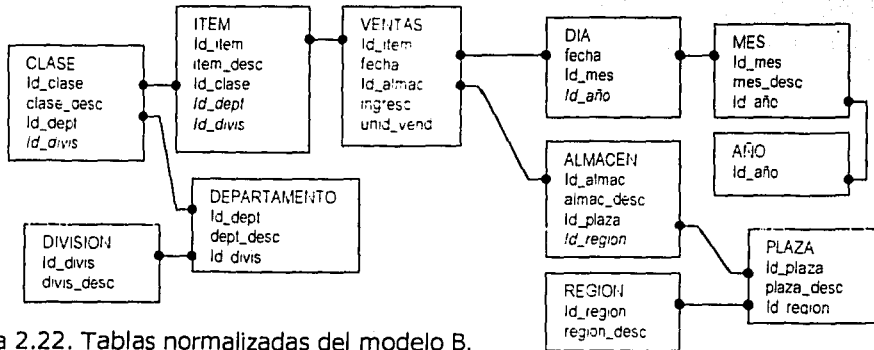 CLASE
Id_clase
clase_desc
Id_dept
Id_divis
ITEM
Id_item
item_desc
Id_clase
Id_dept
Id_divis
VENTAS
Id_item
fecha
Id_almac
ingresc
unid_vend
DIA
fecha
Id_mes
Id_año
MES
Id_mes
mes_desc
Id_año
AÑO
Id_año
DIVISION
Id_divis
divis_desc
DEPARTAMENTO
Id_dept
dept_desc
Id_divis
ALMACEN
Id_almac
almac_desc
Id_plaza
Id_region
REGION
Id_region
region_desc
PLAZA
Id_plaza
plaza_desc
Id_region
a 2.22. Tablas normalizadas del modelo B.